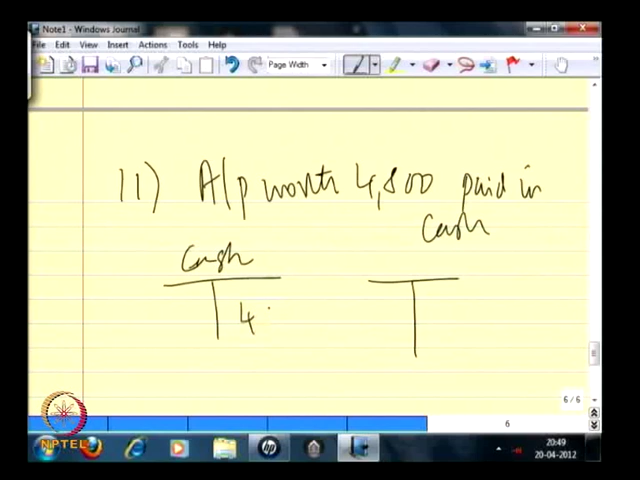 Note1 - Windows Journal
File Edit View Insert Actions Tools Help
Page Width
11) A/p worth 4,800 paid in
cash
Cash
4
6/6
6
NPTEL
hp
20:49
20-04-2012